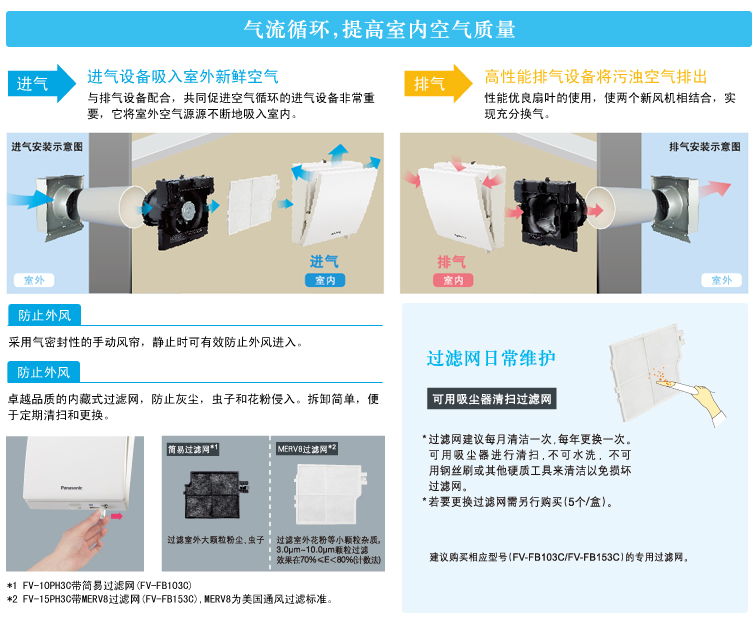 气流循环,提高室内空气质量
进气
进气设备吸入室外新鲜空气
与排气设备配合，共同促进空气循环的进气设备非常重
要，它将室外空气源源不断地吸入室内。
排气
高性能排气设备将污浊空气排出
性能优良扇叶的使用，使两个新风机相结合，实
现充分换气。
进气安装示意图
室外
进气
室内
排气安装示意图
排气
室内
室外
防止外风
采用气密封性的手动风帘，静止时可有效防止外风进入。
防止外风
卓越品质的内藏式过滤网，防止灰尘，虫子和花粉侵入。拆卸简单，便
于定期清扫和更换。
Panasonic
简易过滤网*1
过滤室外大颗粒粉尘,虫子
MERV8过滤网*2
过滤室外花粉等小颗粒杂质,
3.0μm~10.0μm颗粒过滤
效果在70%≤E<80%(计数法)
*1 FV-10PH3C带简易过滤网(FV-FB103C)
*2 FV-15PH3C带MERV8过滤网(FV-FB153C),MERV8为美国通风过滤标准。
过滤网日常维护
可用吸尘器清扫过滤网
*过滤网建议每月清洁一次,每年更换一次。
可用吸尘器进行清扫,不可水洗，不可
用钢丝刷或其他硬质工具来清洁以免损坏
过滤网。
*若要更换过滤网需另行购买(5个/盒)。
建议购买相应型号(FV-FB103C/FV-FB153C)的专用过滤网。